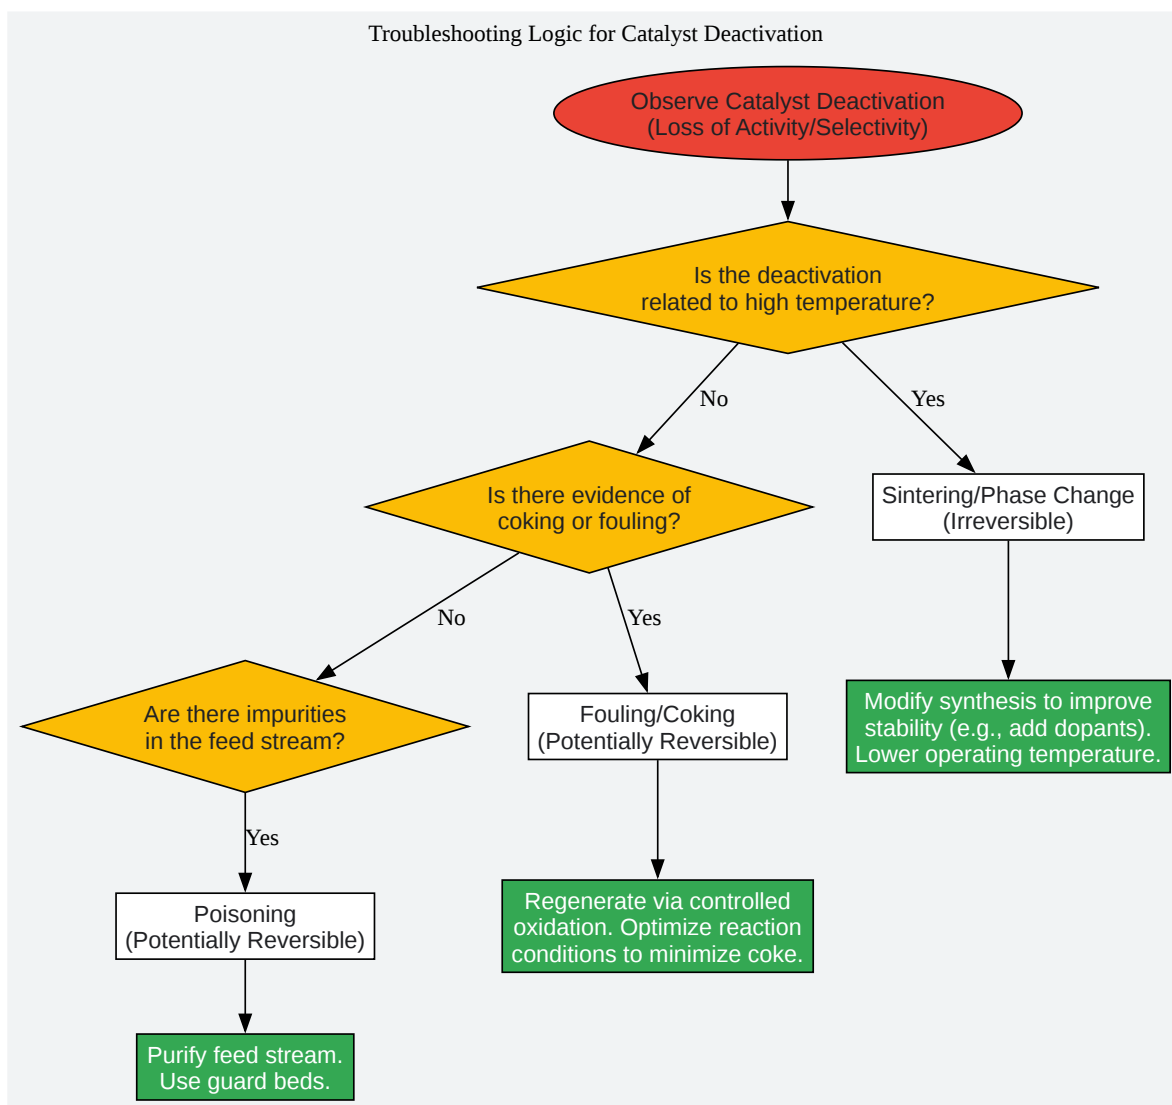 Troubleshooting Logic for Catalyst Deactivation
Observe Catalyst Deactivation
(Loss of Activity/Selectivity)
Is the deactivation
related to high temperature?
No
Yes
Is there evidence of
coking or fouling?
Sintering/Phase Change
(Irreversible)
No
Yes
Are there impurities
in the feed stream?
Fouling/Coking
(Potentially Reversible)
Modify synthesis to improve
stability (e.g., add dopants).
Lower operating temperature.
Yes
Poisoning
(Potentially Reversible)
Regenerate via controlled
oxidation. Optimize reaction
conditions to minimize coke.
Purify feed stream.
Use guard beds.